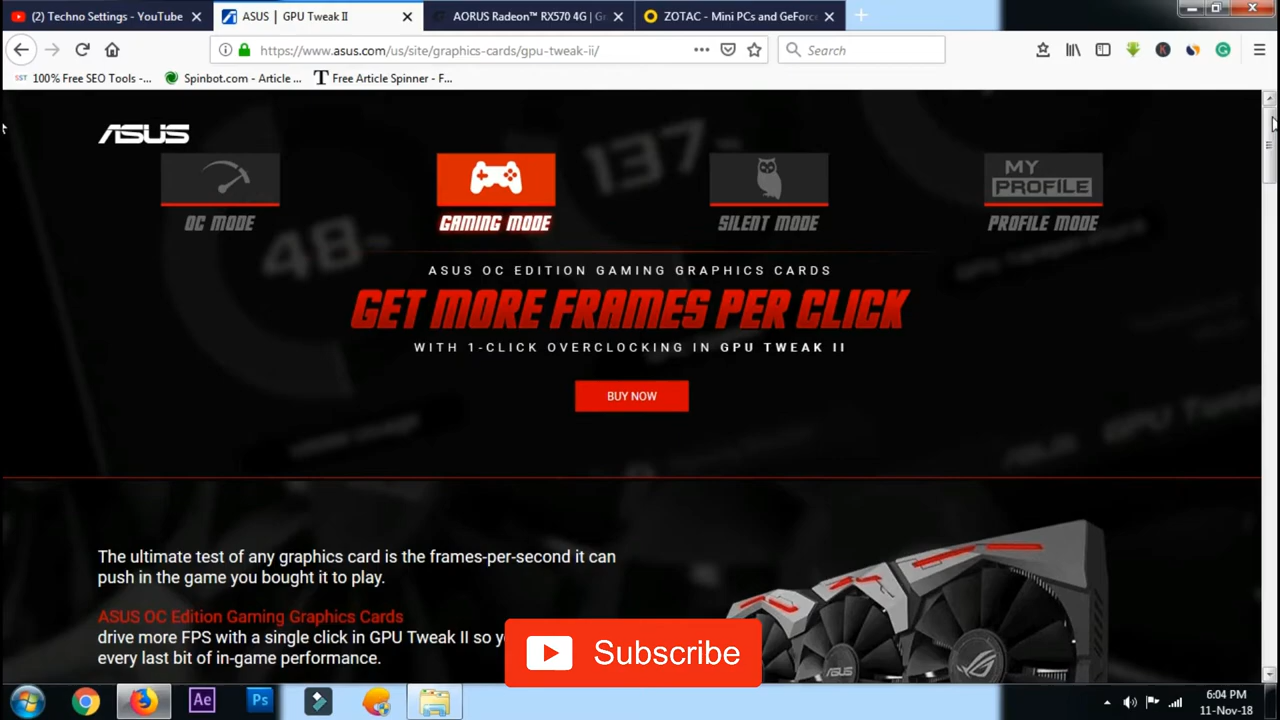 (2) Techno Settings - YouTube
ASUS | GPU Tweak II
AORUS Radeon™ RX570 4G | Gr
ZOTAC - Mini PCs and GeForce
https://www.asus.com/us/site/graphics-cards/gpu-tweak-ii/
Search
SST 100% Free SEO Tools -...
Spinbot.com - Article ...
T Free Article Spinner - F...
ASUS
137
48
OC MODE
GAMING MODE
SILENT MODE
MY
PROFILE
PROFILE MODE
ASUS OC EDITION GAMING GRAPHICS CARDS
GET MORE FRAMES PER CLICK
WITH 1-CLICK OVERCLOCKING IN GPU TWEAK II
BUY NOW
The ultimate test of any graphics card is the frames-per-second it can
push in the game you bought it to play.
ASUS OC Edition Gaming Graphics Cards
drive more FPS with a single click in GPU Tweak II so
every last bit of in-game performance.
ASUS
Subscribe
Ae
Ps
6:04 PM
11-Nov-18